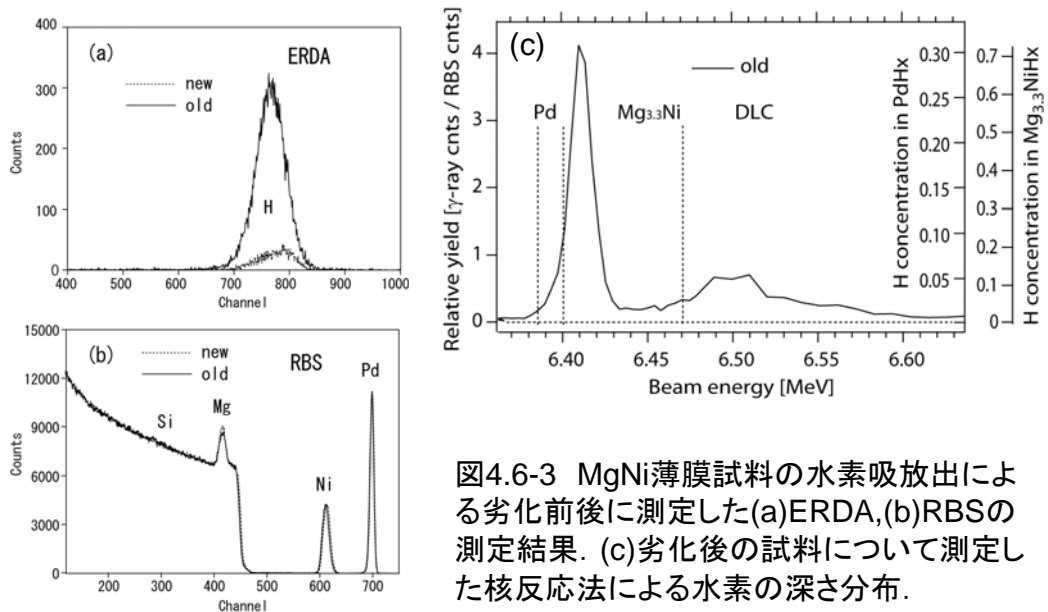 (a)
ERDA
new
old
H
400
300
200
100
0
Counts
400 500 600 700 800 900 1000
Channel
(b)
RBS
new
old
Si
Mg
Ni
Pd
15000
12000
9000
6000
3000
0
Counts
200 300 400 500 600 700
Channel
(c)
old
Pd
Mg3.3Ni
DLC
4
3
2
1
0
Relative yield [γ-ray cnts / RBS cnts]
6.40 6.45 6.50 6.55 6.60
Beam energy [MeV]
0.30
0.25
0.20
0.15
0.10
0.05
0
H concentration in PdHx
0.7
0.6
0.5
0.4
0.3
0.2
0.1
0
H concentration in Mg3.3NiHx
図4.6-3 MgNi薄膜試料の水素吸放出によ
る劣化前後に測定した(a)ERDA,(b)RBSの
測定結果. (c)劣化後の試料について測定し
た核反応法による水素の深さ分布.